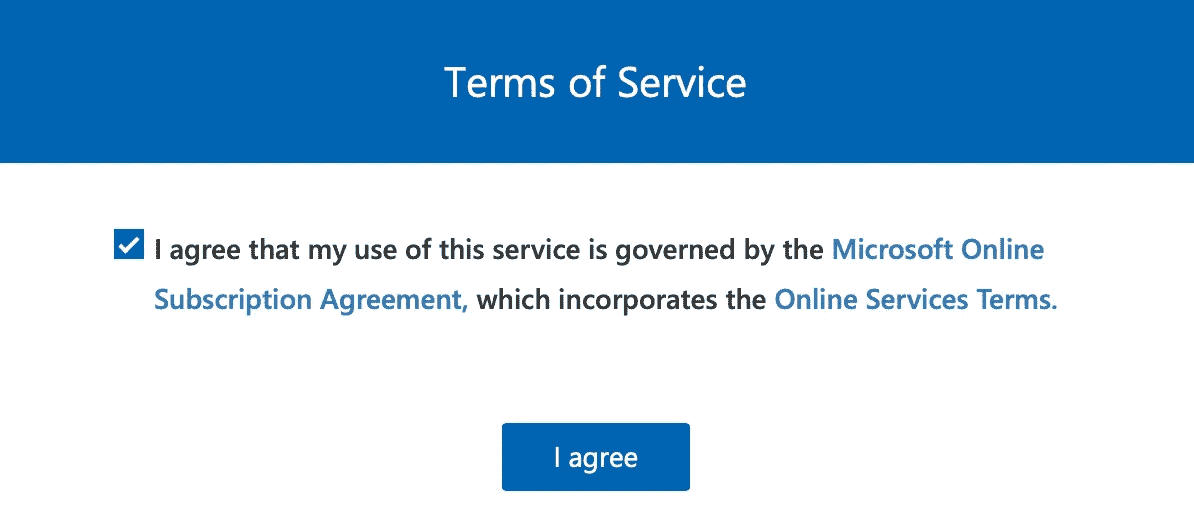 Terms of Service
I agree that my use of this service is governed by the Microsoft Online
Subscription Agreement, which incorporates the Online Services Terms.
I agree